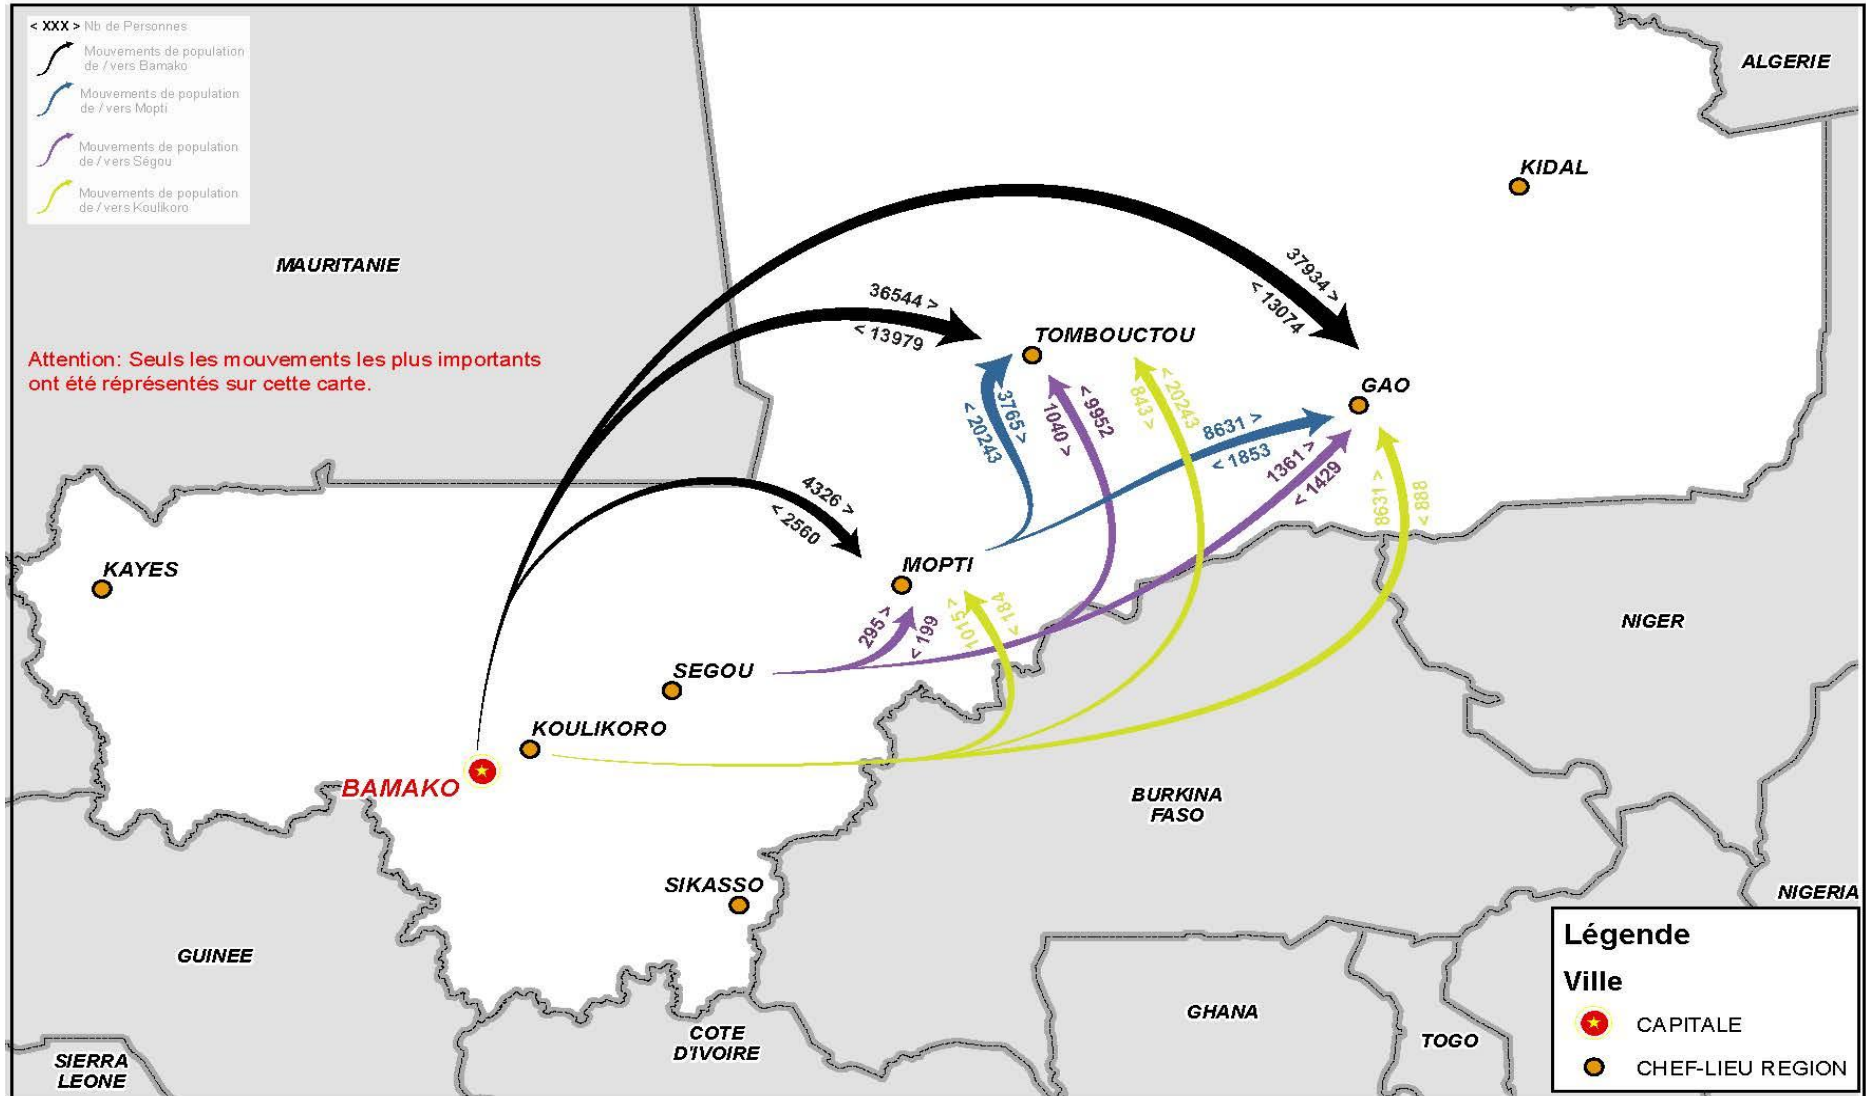 < XXX > Nb de Personnes
Mouvements de population
de / vers Bamako
Mouvements de population
de / vers Mopti
Mouvements de population
de / vers Ségou
Mouvements de population
de / vers Koulikoro
ALGERIE
KIDAL
MAURITANIE
37934 >
< 13074
36544 >
< 13979
TOMBOUCTOU
Attention: Seuls les mouvements les plus importants
ont été répresentés sur cette carte.
GAO
3765 >
< 20243
< 9952
1040 >
< 20243
843 >
8631 >
< 1853
1361 >
< 1429
8631 >
< 888
4326 >
< 2560
KAYES
MOPTI
295 >
< 199
1015 >
< 184
NIGER
SEGOU
KOULIKORO
BAMAKO
BURKINA
FASO
SIKASSO
NIGERIA
GUINEE
GHANA
COTE
D'IVOIRE
TOGO
SIERRA
LEONE
Légende
Ville
CAPITALE
CHEF-LIEU REGION